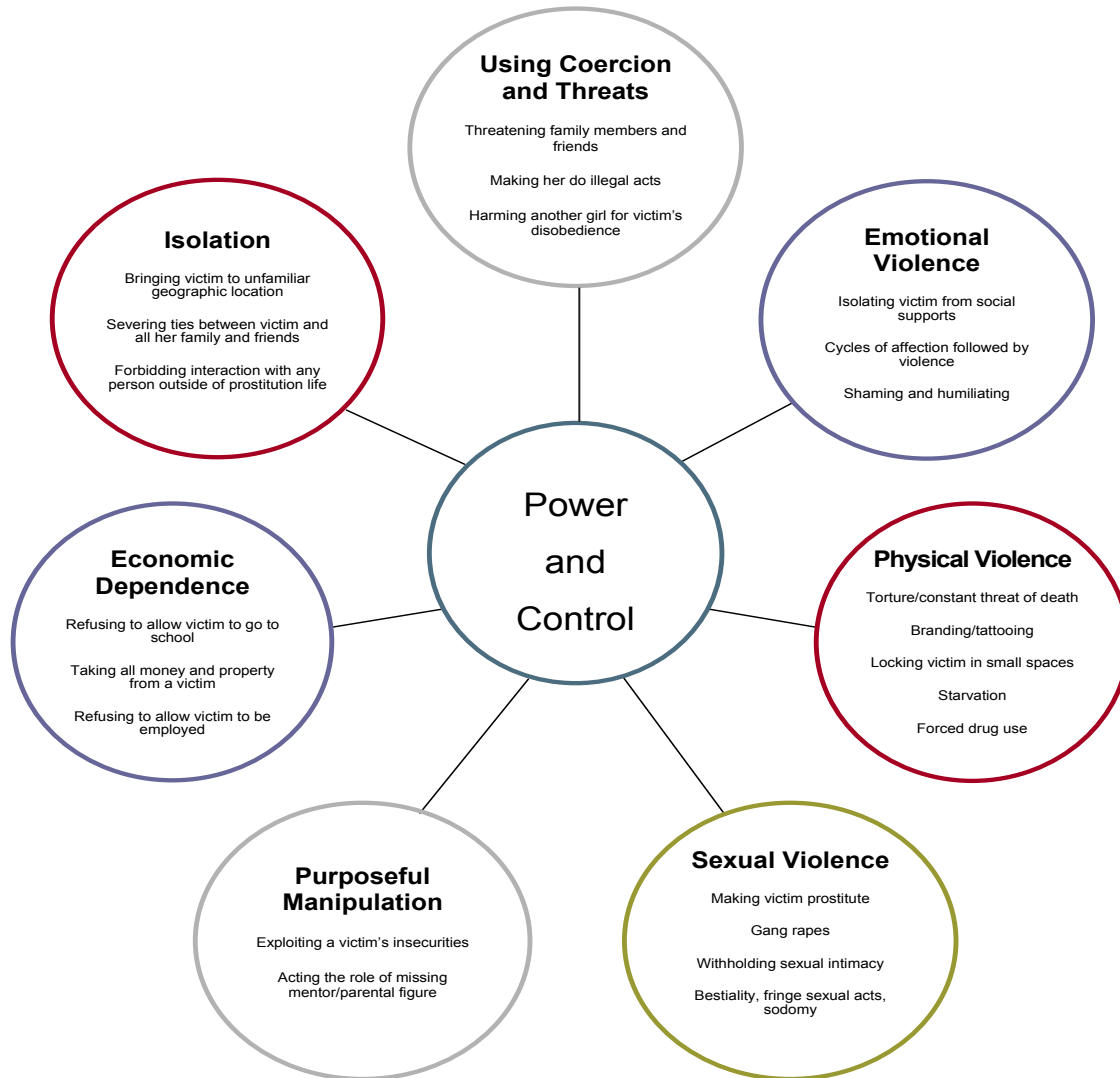 Using Coercion
and Threats
Threatening family members and
friends
Making her do illegal acts
Harming another girl for victim's
disobedience
Emotional
Violence
Isolating victim from social
supports
Cycles of affection followed by
violence
Shaming and humiliating
Physical Violence
Torture/constant threat of death
Branding/tattooing
Locking victim in small spaces
Starvation
Forced drug use
Sexual Violence
Making victim prostitute
Gang rapes
Withholding sexual intimacy
Bestiality, fringe sexual acts,
sodomy
Purposeful
Manipulation
Exploiting a victim's insecurities
Acting the role of missing
mentor/parental figure
Economic
Dependence
Refusing to allow victim to go to
school
Taking all money and property
from a victim
Refusing to allow victim to be
employed
Isolation
Bringing victim to unfamiliar
geographic location
Severing ties between victim and
all her family and friends
Forbidding interaction with any
person outside of prostitution life
Power
and
Control